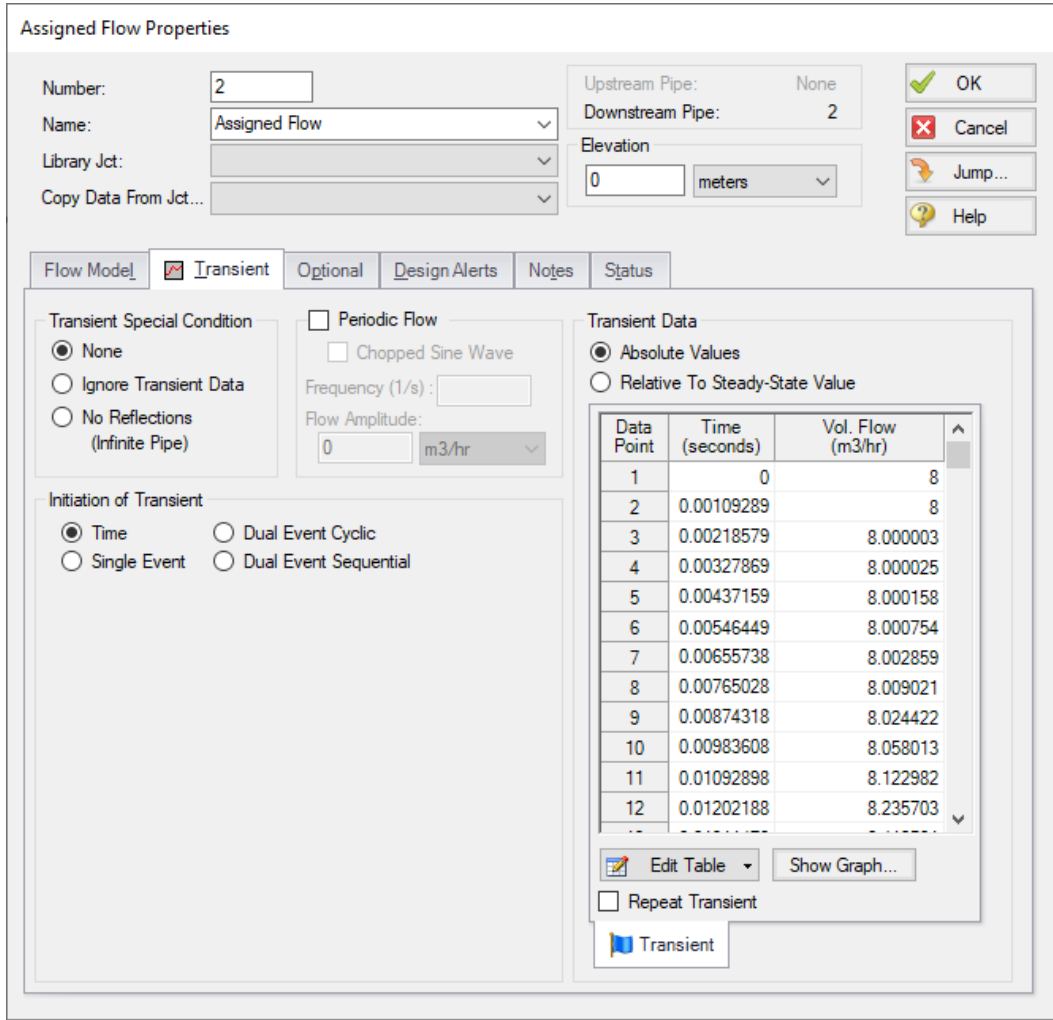 Assigned Flow Properties
Number: 2
Name: Assigned Flow
Library Jct:
Copy Data From Jct...
Upstream Pipe: None
Downstream Pipe: 2
Elevation
0 meters
OK
Cancel
Jump...
Help
Flow Model Transient Optional Design Alerts Notes Status
Transient Special Condition
None
Ignore Transient Data
No Reflections
(Infinite Pipe)
Periodic Flow
Chopped Sine Wave
Frequency (1/s) :
Flow Amplitude:
0 m3/hr
Initiation of Transient
Time Dual Event Cyclic
Single Event Dual Event Sequential
Transient Data
Absolute Values
Relative To Steady-State Value
Data Time Vol. Flow
Point (seconds) (m3/hr)
1 0 8
2 0.00109289 8
3 0.00218579 8.000003
4 0.00327869 8.000025
5 0.00437159 8.000158
6 0.00546449 8.000754
7 0.00655738 8.002859
8 0.00765028 8.009021
9 0.00874318 8.024422
10 0.00983608 8.058013
11 0.01092898 8.122982
12 0.01202188 8.235703
Edit Table Show Graph...
Repeat Transient
Transient